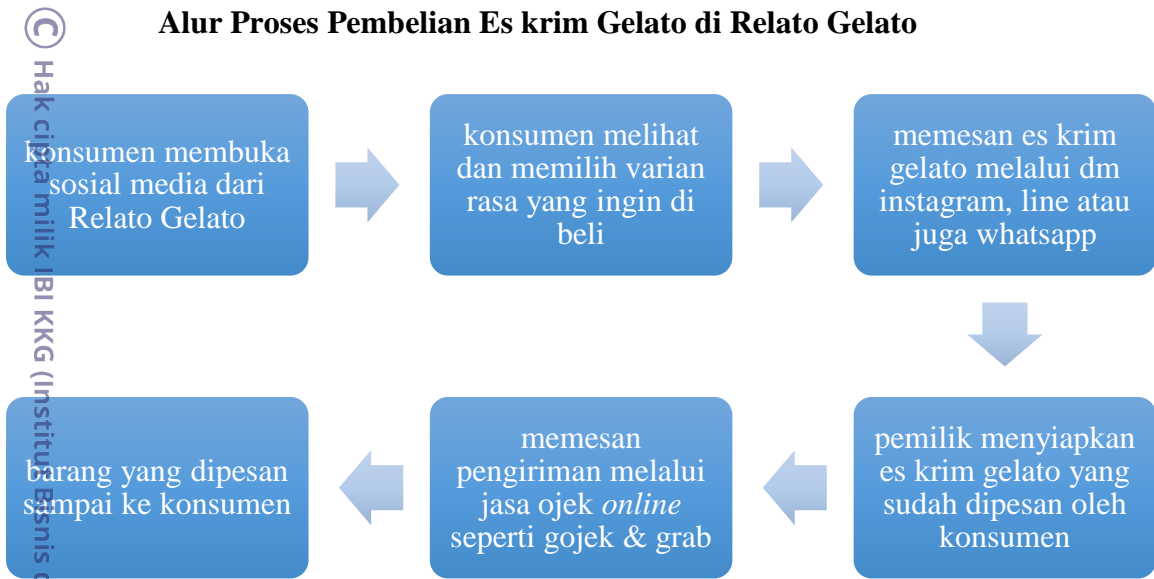 Alur Proses Pembelian Es krim Gelato di Relato Gelato
konsumen membuka
sosial media dari
Relato Gelato
konsumen melihat
dan memilih varian
rasa yang ingin di
beli
memesan es krim
gelato melalui dm
instagram, line atau
juga whatsapp
pemilik menyiapkan
es krim gelato yang
sudah dipesan oleh
konsumen
memesan
pengiriman melalui
jasa ojek online
seperti gojek & grab
barang yang dipesan
sampai ke konsumen
© Hak cipta milik IBI KKG (Institut Bisnis